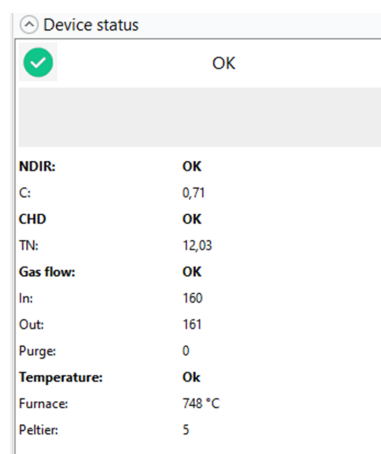 Device status
OK
NDIR: OK
C: 0,71
CHD OK
TN: 12,03
Gas flow: OK
In: 160
Out: 161
Purge: 0
Temperature: Ok
Furnace: 748 °C
Peltier: 5